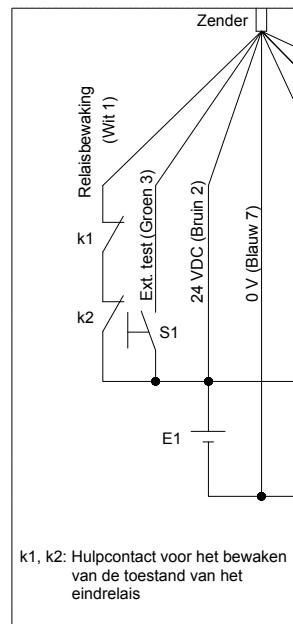 Zender
Relaisbewaking
(Wit 1)
Ext. test (Groen 3)
24 VDC (Bruin 2)
0 V (Blauw 7)
k1
k2
S1
E1
k1, k2: Hulpcontact voor het bewaken
van de toestand van het
eindrelais